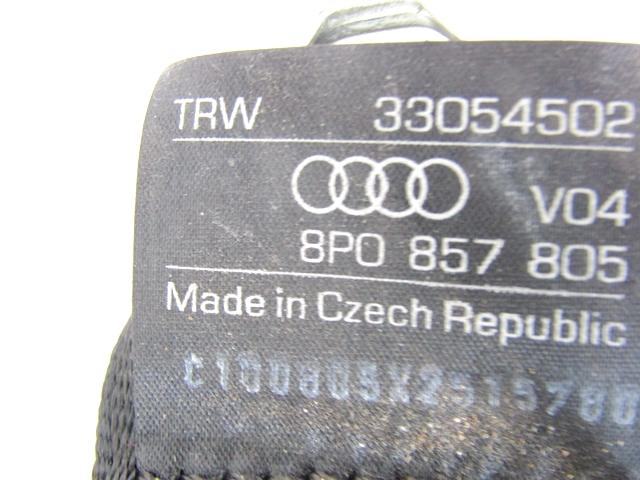 TRW 33054502
V04
8P0 857 805
Made in Czech Republic